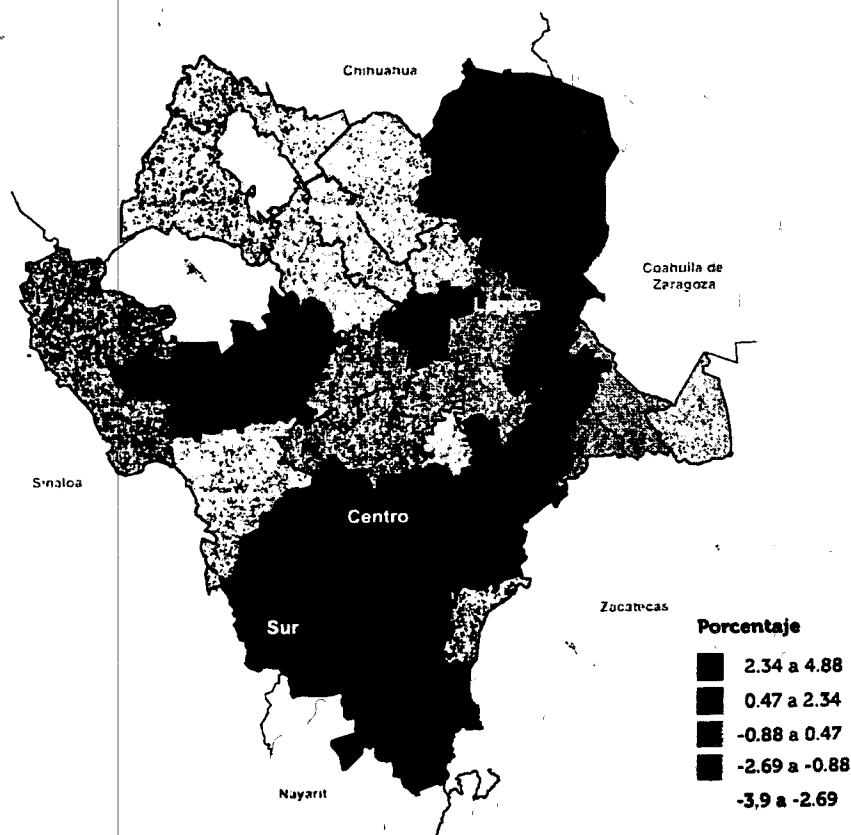 Chihuahua
Coahuila de
Zaragoza
Laguna
Sinaloa
Centro
Zacatecas
Sur
Porcentaje
2.34 a 4.88
0.47 a 2.34
-0.88 a 0.47
-2.69 a -0.88
-3.9 a -2.69
Nayarit